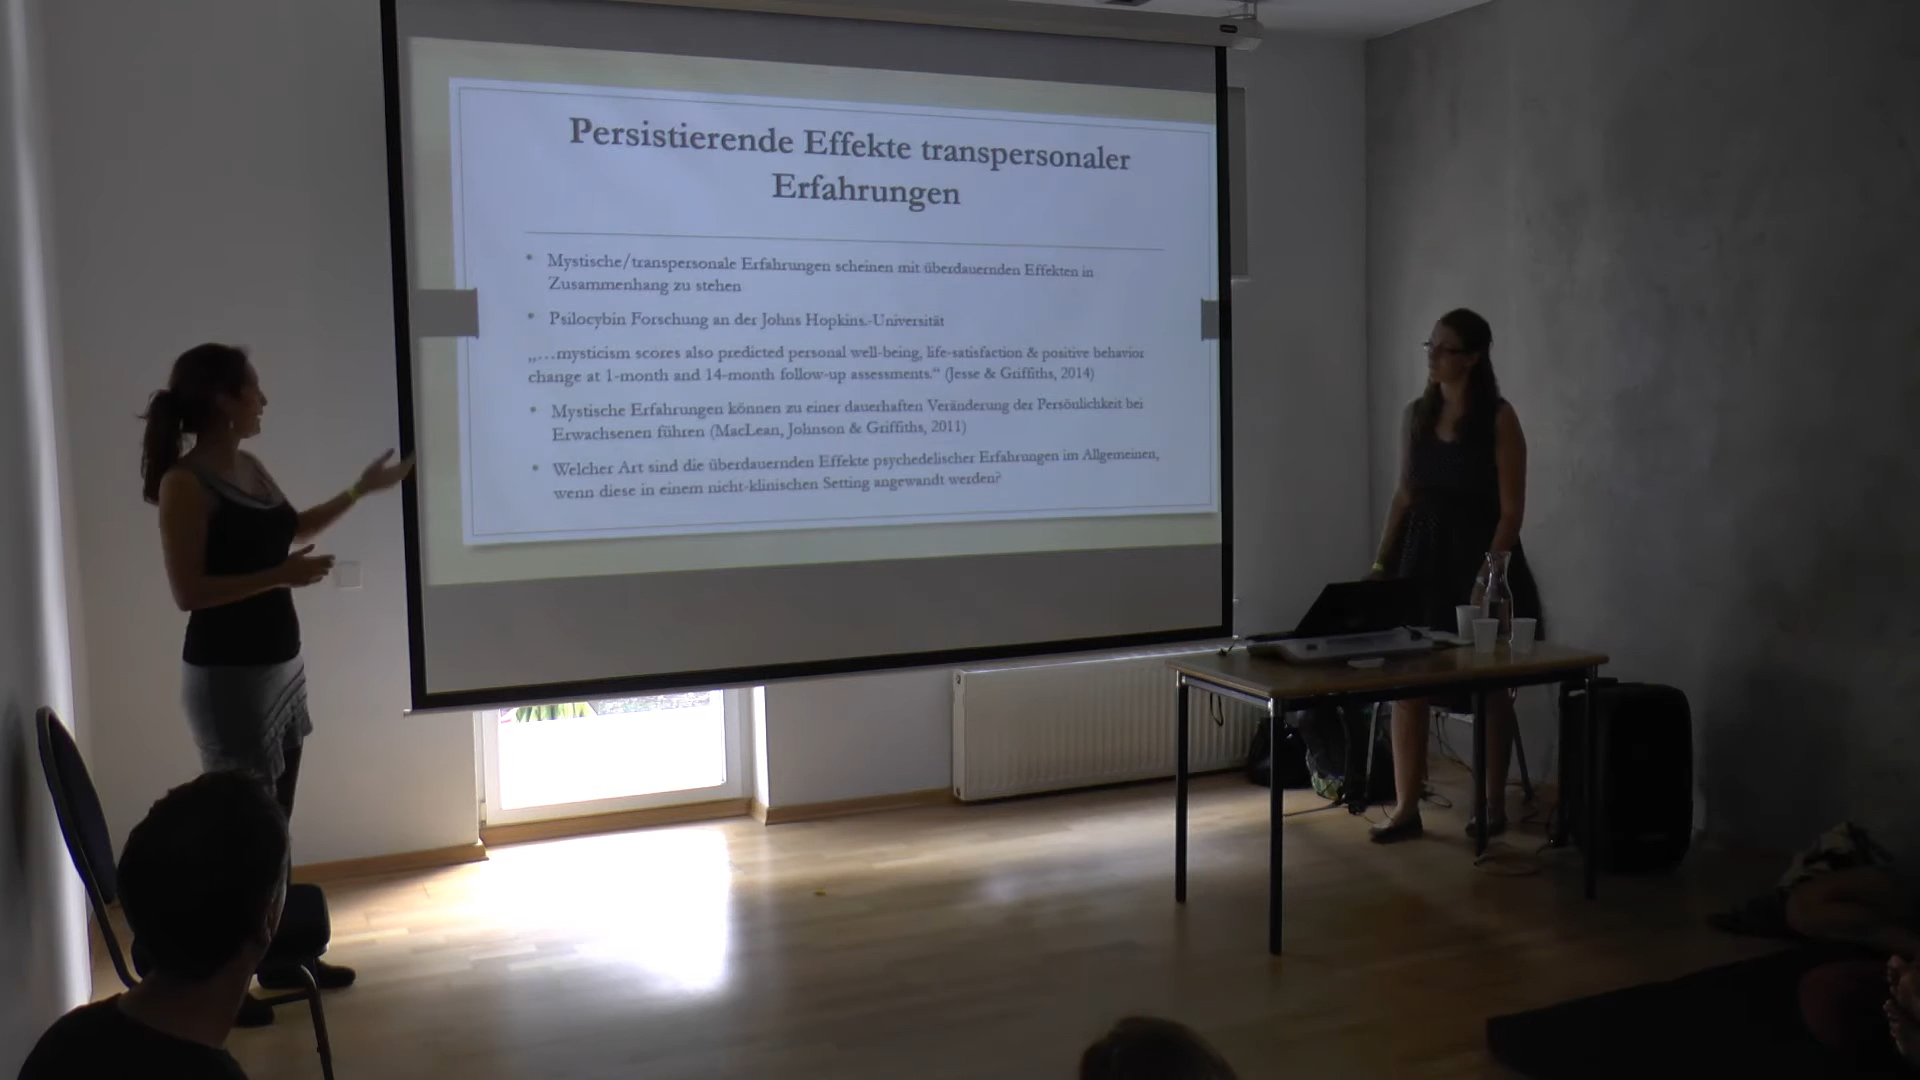 Persistierende Effekte transpersonaler
Erfahrungen
• Mystische/transpersonale Erfahrungen scheinen mit überdauernden Effekten in
Zusammenhang zu stehen
• Psilocybin Forschung an der Johns Hopkins-Universität
„…mysticism scores also predicted personal well-being, life-satisfaction & positive behavior
change at 1-month and 14-month follow-up assessments.“ (Jesse & Griffiths, 2014)
• Mystische Erfahrungen können zu einer dauerhaften Veränderung der Persönlichkeit bei
Erwachsenen führen (MacLean, Johnson & Griffiths, 2011)
• Welcher Art sind die überdauernden Effekte psychedelischer Erfahrungen im Allgemeinen,
wenn diese in einem nicht-klinischen Setting angewandt werden?